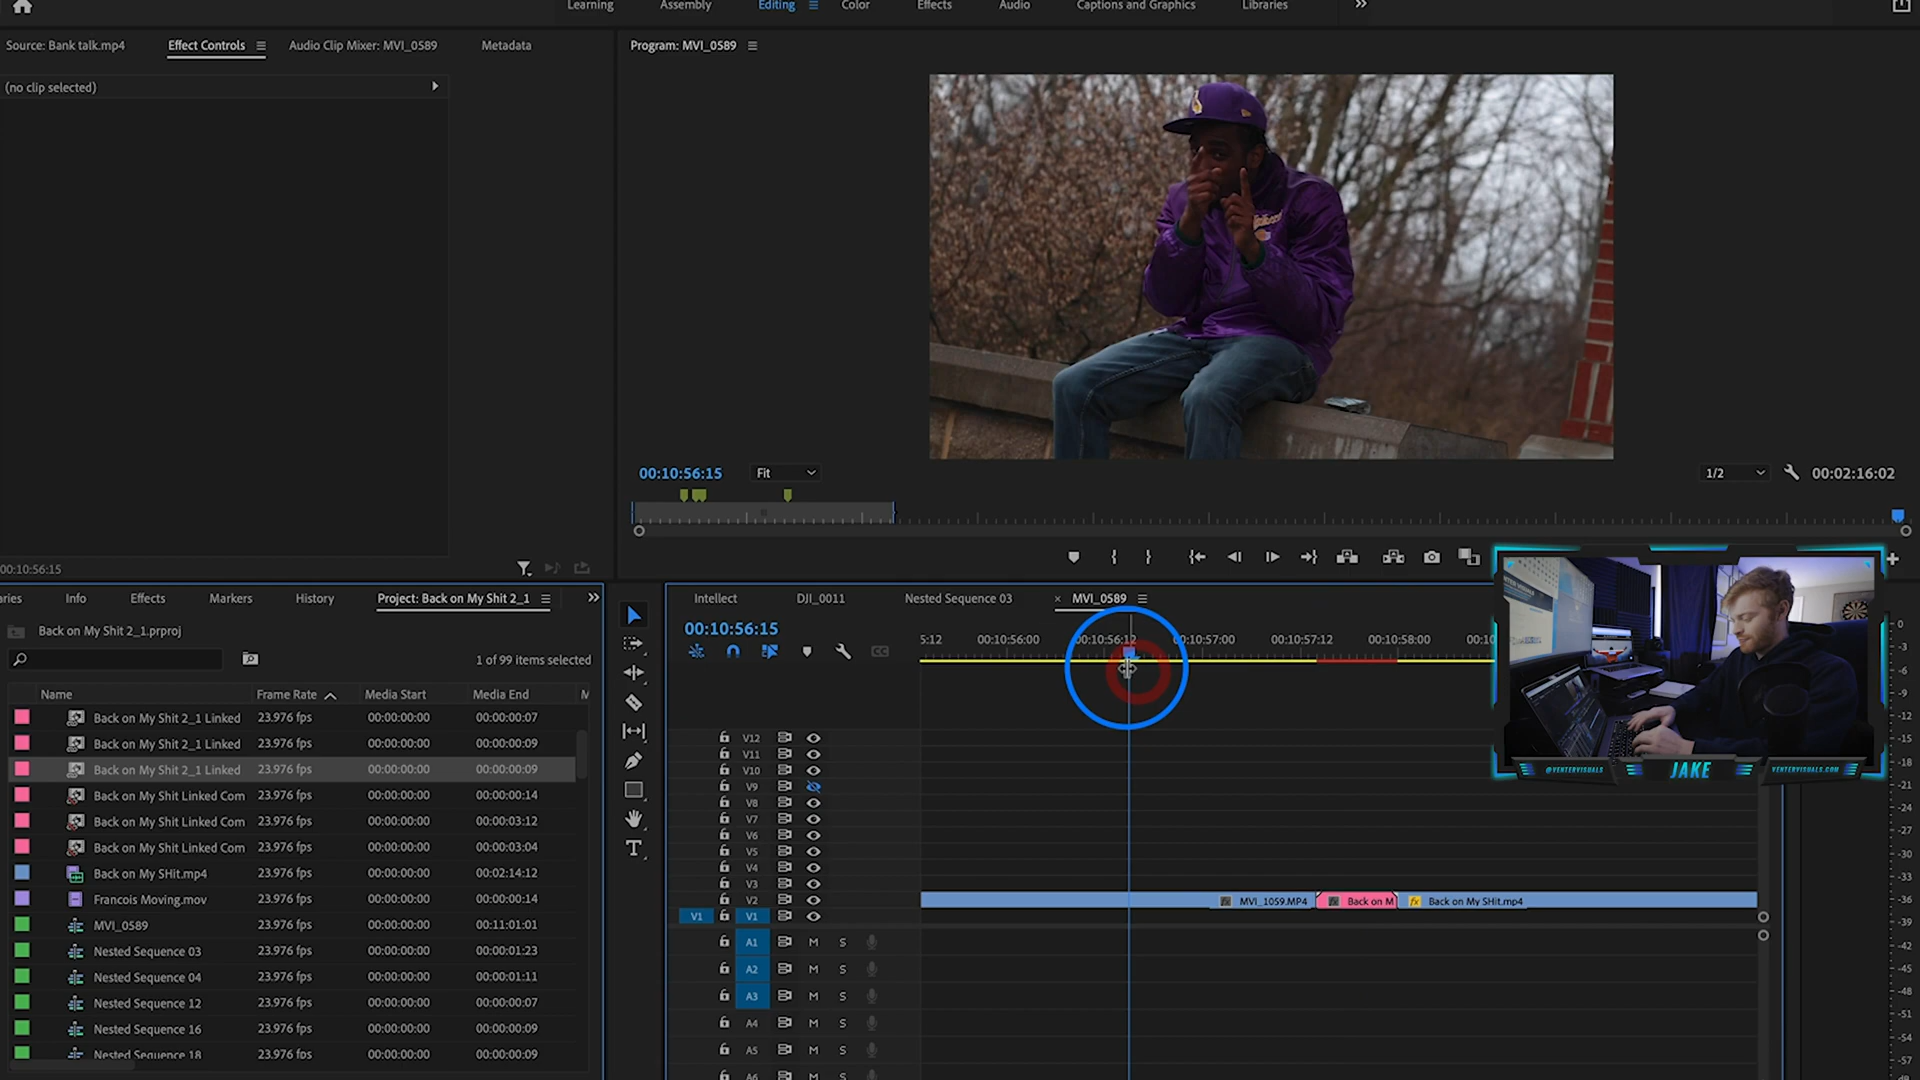 Learning Assembly Editing Color Effects Audio Captions and Graphics Libraries
Source: Bank talk.mp4 Effect Controls Audio Clip Mixer: MVI_0589 Metadata
Program: MVI_0589
(no clip selected)
00:10:56:15 Fit 1/2 00:02:16:02
00:10:56:15
aries Info Effects Markers History Project: Back on My Shit 2_1
Back on My Shit 2_1.prproj
1 of 99 items selected
Name Frame Rate Media Start Media End M
Back on My Shit 2_1 Linked 23.976 fps 00:00:00:00 00:00:00:07
Back on My Shit 2_1 Linked 23.976 fps 00:00:00:00 00:00:00:09
Back on My Shit 2_1 Linked 23.976 fps 00:00:00:00 00:00:00:09
Back on My Shit Linked Com 23.976 fps 00:00:00:00 00:00:00:14
Back on My Shit Linked Com 23.976 fps 00:00:00:00 00:00:03:12
Back on My Shit Linked Com 23.976 fps 00:00:00:00 00:00:03:04
Back on My SHit.mp4 23.976 fps 00:00:00:00 00:02:14:12
Francois Moving.mov 23.976 fps 00:00:00:00 00:00:00:14
MVI_0589 23.976 fps 00:00:00:00 00:11:01:01
Nested Sequence 03 23.976 fps 00:00:00:00 00:00:01:23
Nested Sequence 04 23.976 fps 00:00:00:00 00:00:01:11
Nested Sequence 12 23.976 fps 00:00:00:00 00:00:00:07
Nested Sequence 16 23.976 fps 00:00:00:00 00:00:00:09
Nested Sequence 18 23.976 fps 00:00:00:00 00:00:00:09
Intellect DJI_0011 Nested Sequence 03 × MVI_0589
00:10:56:15
5:12 00:10:56:00 00:10:56:12 00:10:57:00 00:10:57:12 00:10:58:00 00:10
CC
V12
V11
V10
V9
V8
V7
V6
V5
V4
V3
V2 fx MVI_1059.MP4 fx Back on M fx Back on My SHit.mp4
V1 V1
A1 M S
A2 M S
A3 M S
A4 M S
A5 M S
A6 M S
@VENTERVISUALS JAKE VENTERVISUALS.COM
0
-3
-6
-9
-12
-15
-18
-21
-24
-27
-30
-33
-36
-39
-42
-45
-48
-51
-54
-57